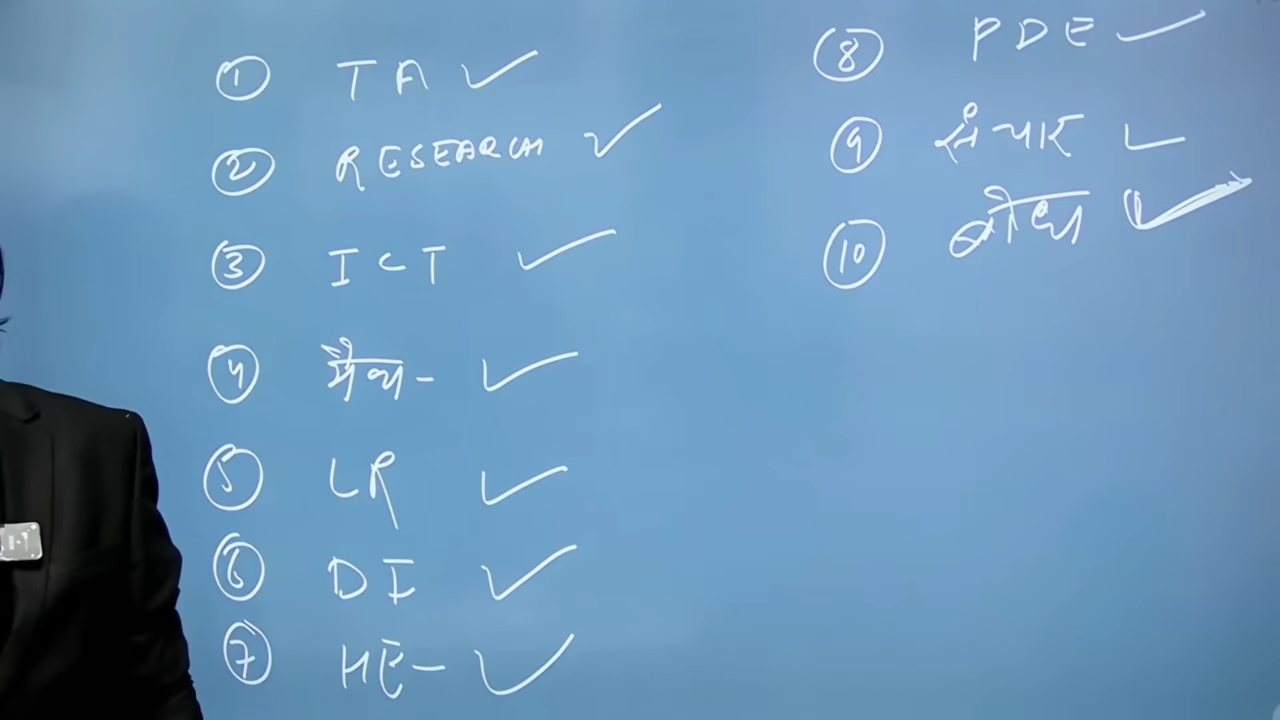 ① TA ✓
② RESEARCH ✓
③ ICT ✓
④ मैथ- ✓
⑤ LR ✓
⑥ DI ✓
⑦ HE- ✓
⑧ PDE ✓
⑨ संचार ✓
⑩ बोध ✓